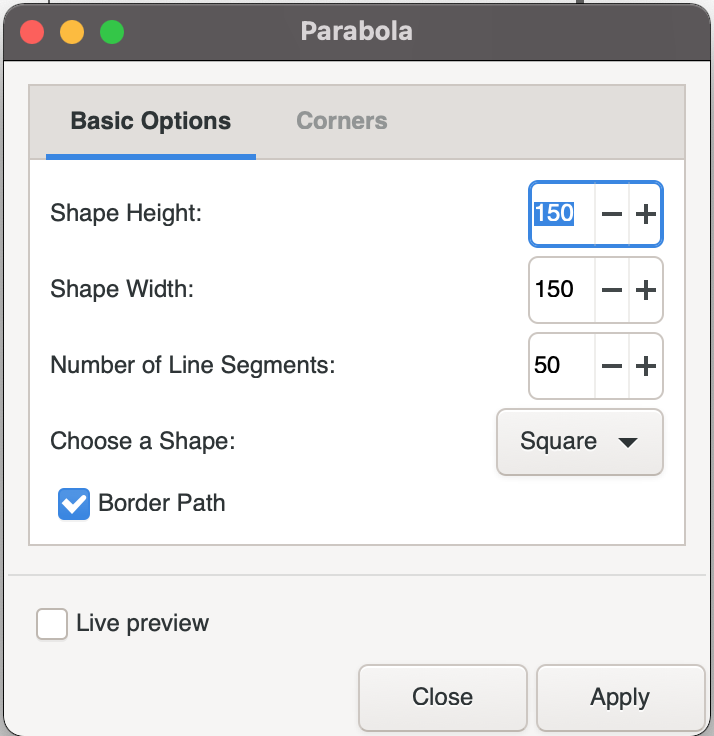 Parabola
Basic Options Corners
Shape Height: 150 − +
Shape Width: 150 − +
Number of Line Segments: 50 − +
Choose a Shape: Square
Border Path
Live preview
Close Apply